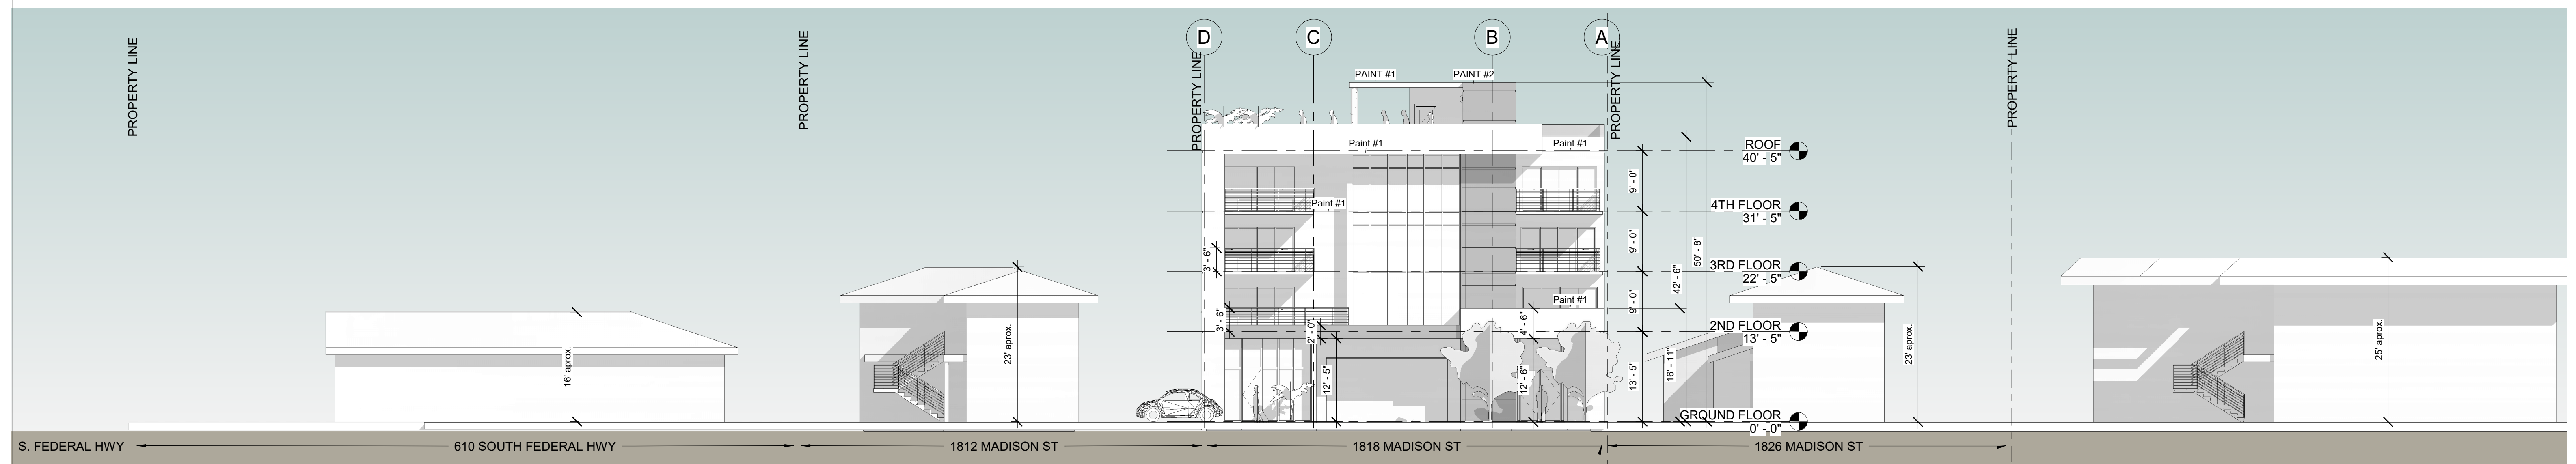 PROPERTY LINE
PROPERTY LINE
PROPERTY LINE
PROPERTY LINE
PROPERTY LINE
D
C
B
A
PAINT #1
PAINT #2
Paint #1
Paint #1
Paint #1
Paint #1
ROOF
40' - 5"
4TH FLOOR
31' - 5"
3RD FLOOR
22' - 5"
2ND FLOOR
13' - 5"
GROUND FLOOR
0' - 0"
9' - 0"
9' - 0"
9' - 0"
13' - 5"
50' - 8"
42' - 6"
16' - 11"
3' - 6"
3' - 6"
2' - 0"
4' - 6"
12' - 5"
12' - 6"
16' aprox.
23' aprox.
23' aprox.
25' aprox.
S. FEDERAL HWY
610 SOUTH FEDERAL HWY
1812 MADISON ST
1818 MADISON ST
1826 MADISON ST